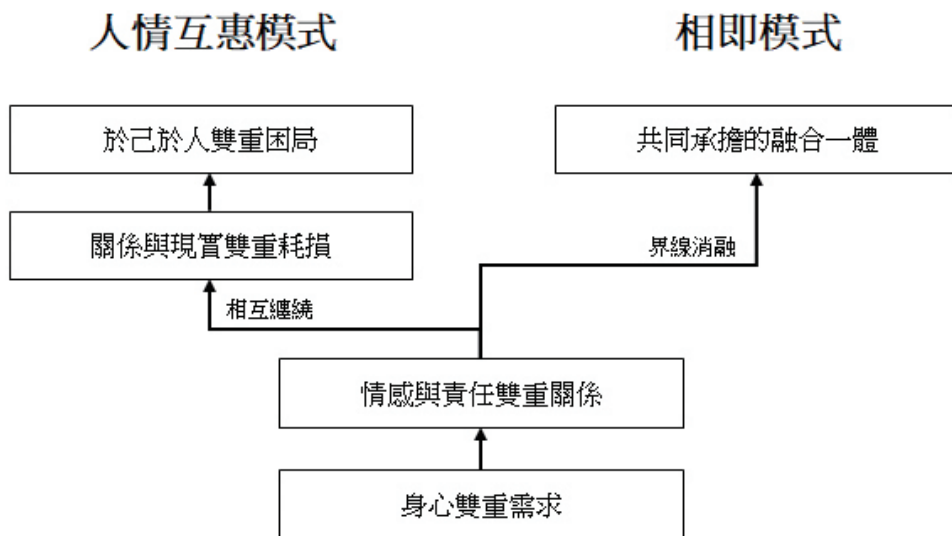 人情互惠模式
相即模式
於己於人雙重困局
共同承擔的融合一體
關係與現實雙重耗損
界線消融
相互纏繞
情感與責任雙重關係
身心雙重需求